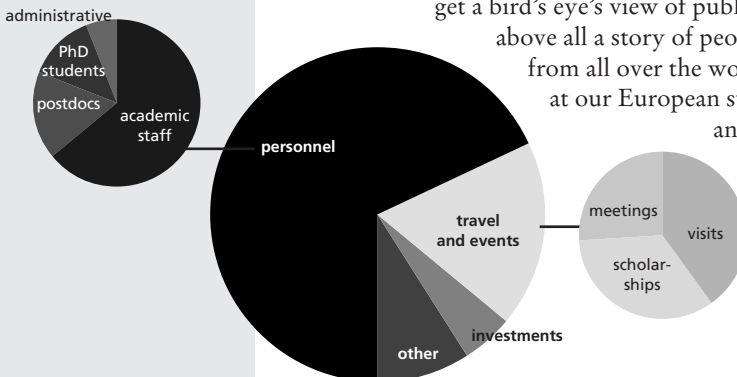 get a bird's eye's view of publ
above all a story of peo
from all over the wo
at our European s
an
administrative
PhD
students
postdocs
academic
staff
personnel
travel
and events
investments
other
meetings
visits
scholar-
ships